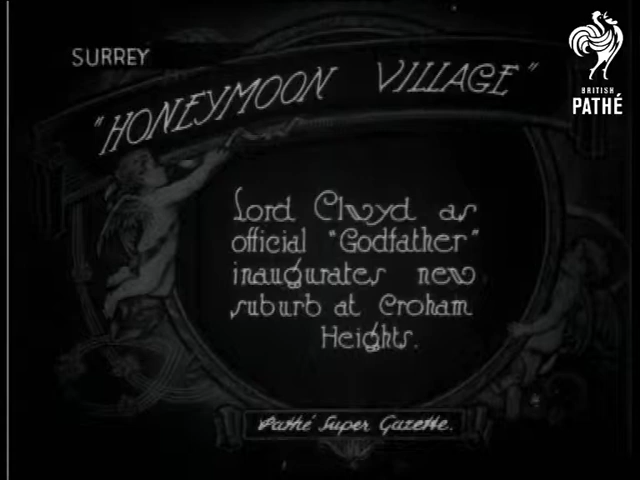 SURREY
"HONEYMOON VILLAGE"
BRITISH
PATHÉ
Lord Clwyd as
official "Godfather"
inaugurates new
suburb at Croham
Heights.
Pathé Super Gazette.